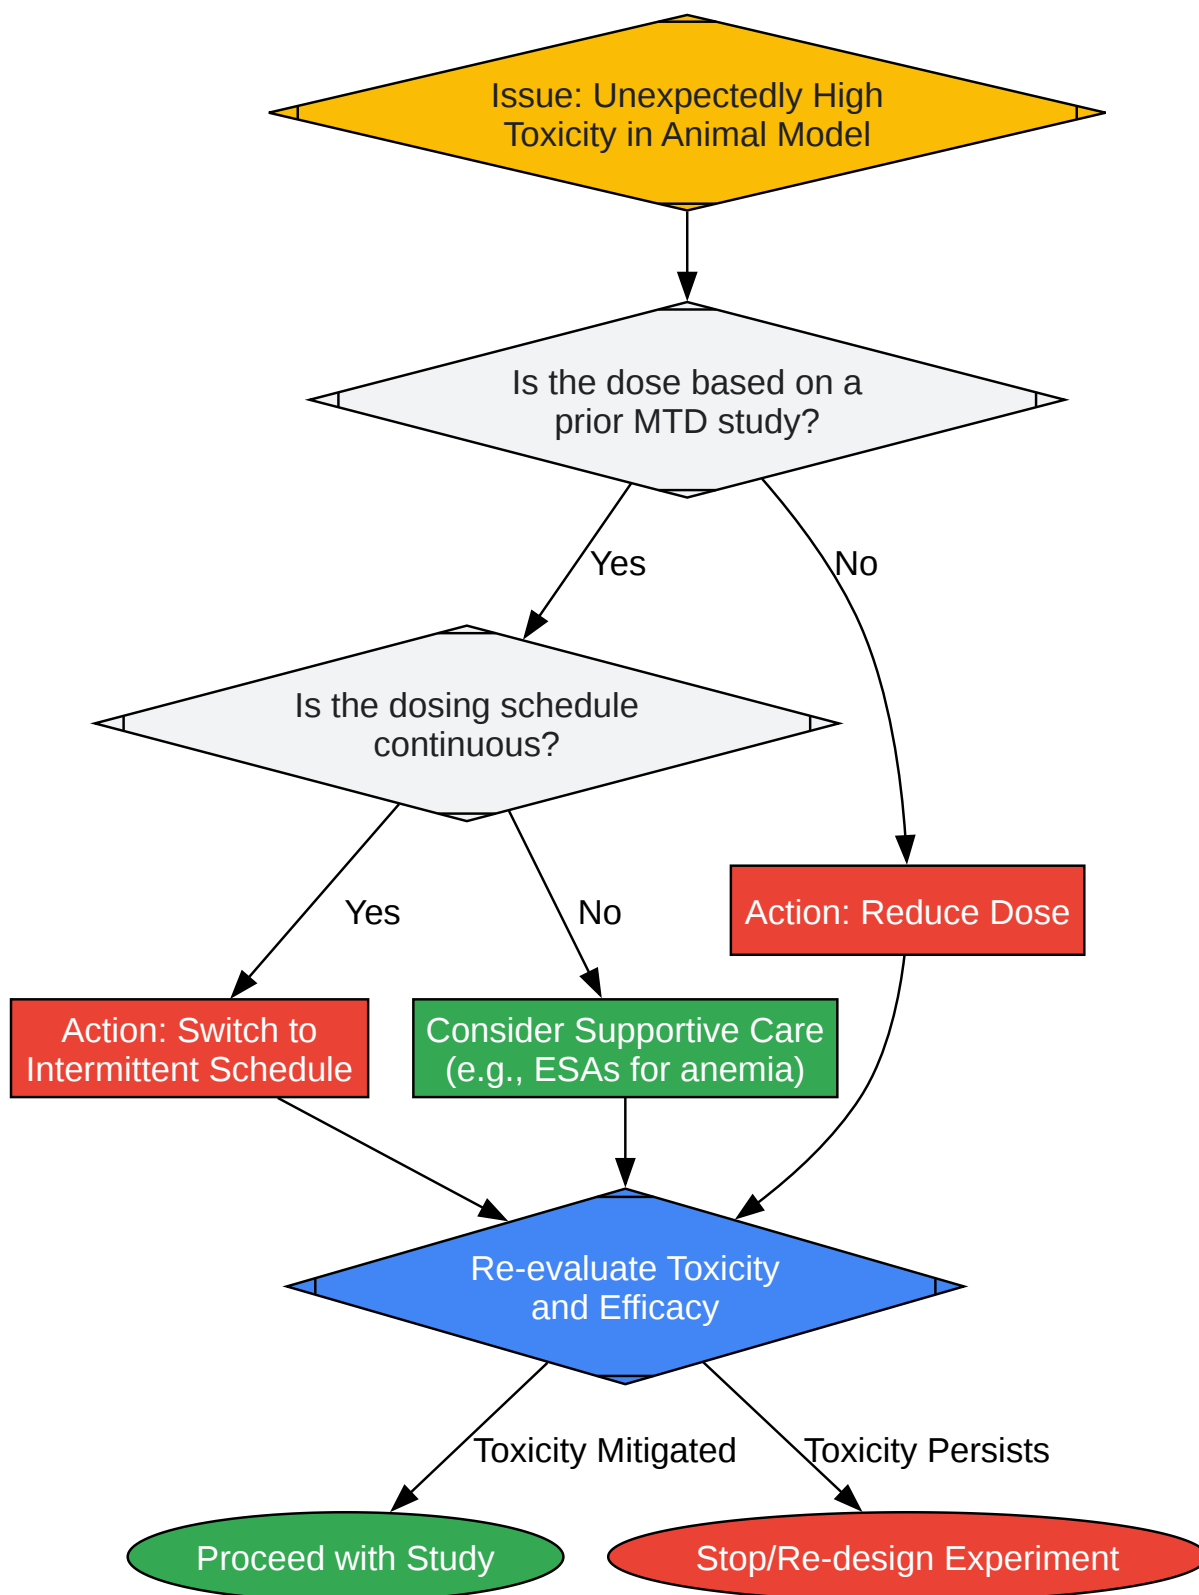 Issue: Unexpectedly High
Toxicity in Animal Model
Is the dose based on a
prior MTD study?
Yes
No
Is the dosing schedule
continuous?
Yes
No
Action: Reduce Dose
Action: Switch to
Intermittent Schedule
Consider Supportive Care
(e.g., ESAs for anemia)
Re-evaluate Toxicity
and Efficacy
Toxicity Mitigated
Toxicity Persists
Proceed with Study
Stop/Re-design Experiment